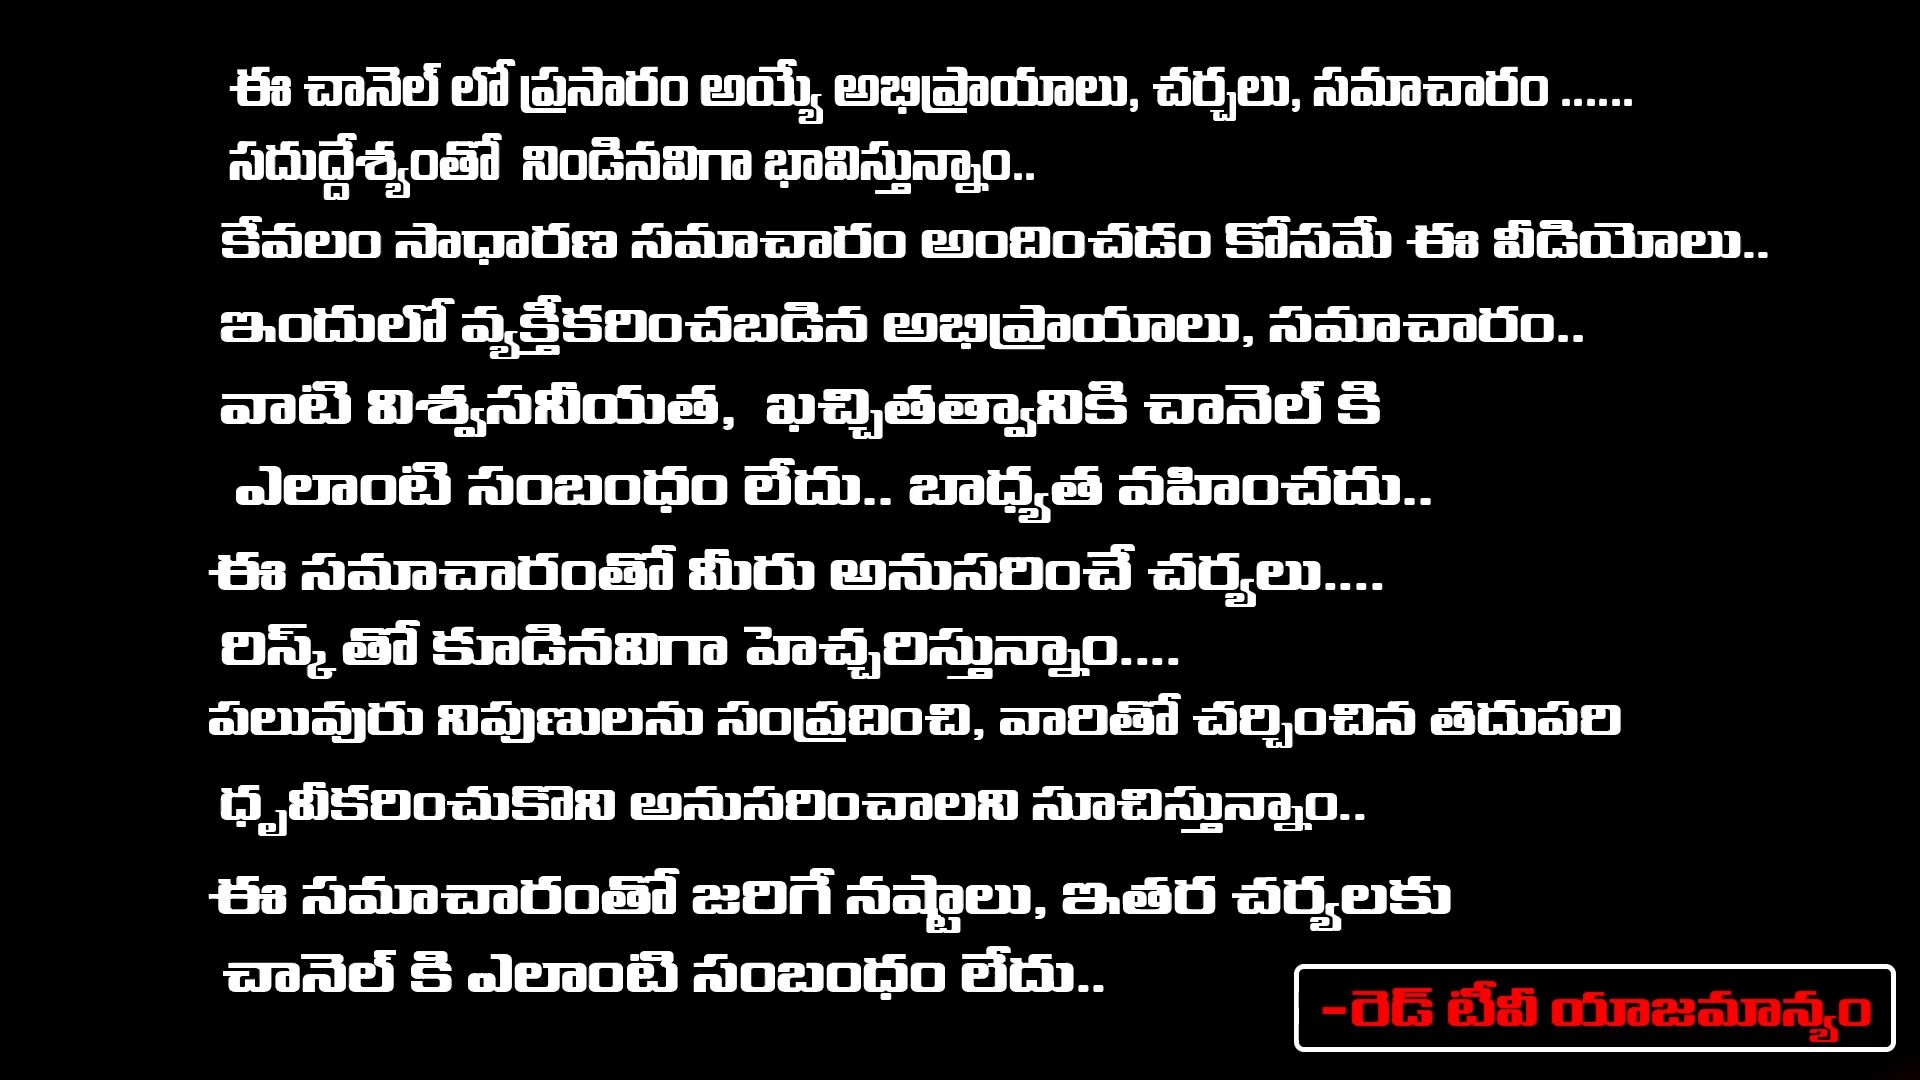 ఈ చానెల్ లో ప్రసారం అయ్యే అభిప్రాయాలు, చర్చలు, సమాచారం ......
సదుద్దేశ్యంతో నిండినవిగా భావిస్తున్నాం..
కేవలం సాధారణ సమాచారం అందించడం కోసమే ఈ వీడియోలు..
ఇందులో వ్యక్తీకరించబడిన అభిప్రాయాలు, సమాచారం..
వాటి విశ్వసనీయత, ఖచ్చితత్వానికి చానెల్ కి
ఎలాంటి సంబంధం లేదు.. బాధ్యత వహించదు..
ఈ సమాచారంతో మీరు అనుసరించే చర్యలు....
రిస్క్ తో కూడినవిగా హెచ్చరిస్తున్నాం....
పలువురు నిపుణులను సంప్రదించి, వారితో చర్చించిన తదుపరి
ధృవీకరించుకొని అనుసరించాలని సూచిస్తున్నాం..
ఈ సమాచారంతో జరిగే నష్టాలు, ఇతర చర్యలకు
చానెల్ కి ఎలాంటి సంబంధం లేదు..
-రెడ్ టీవీ యాజమాన్యం